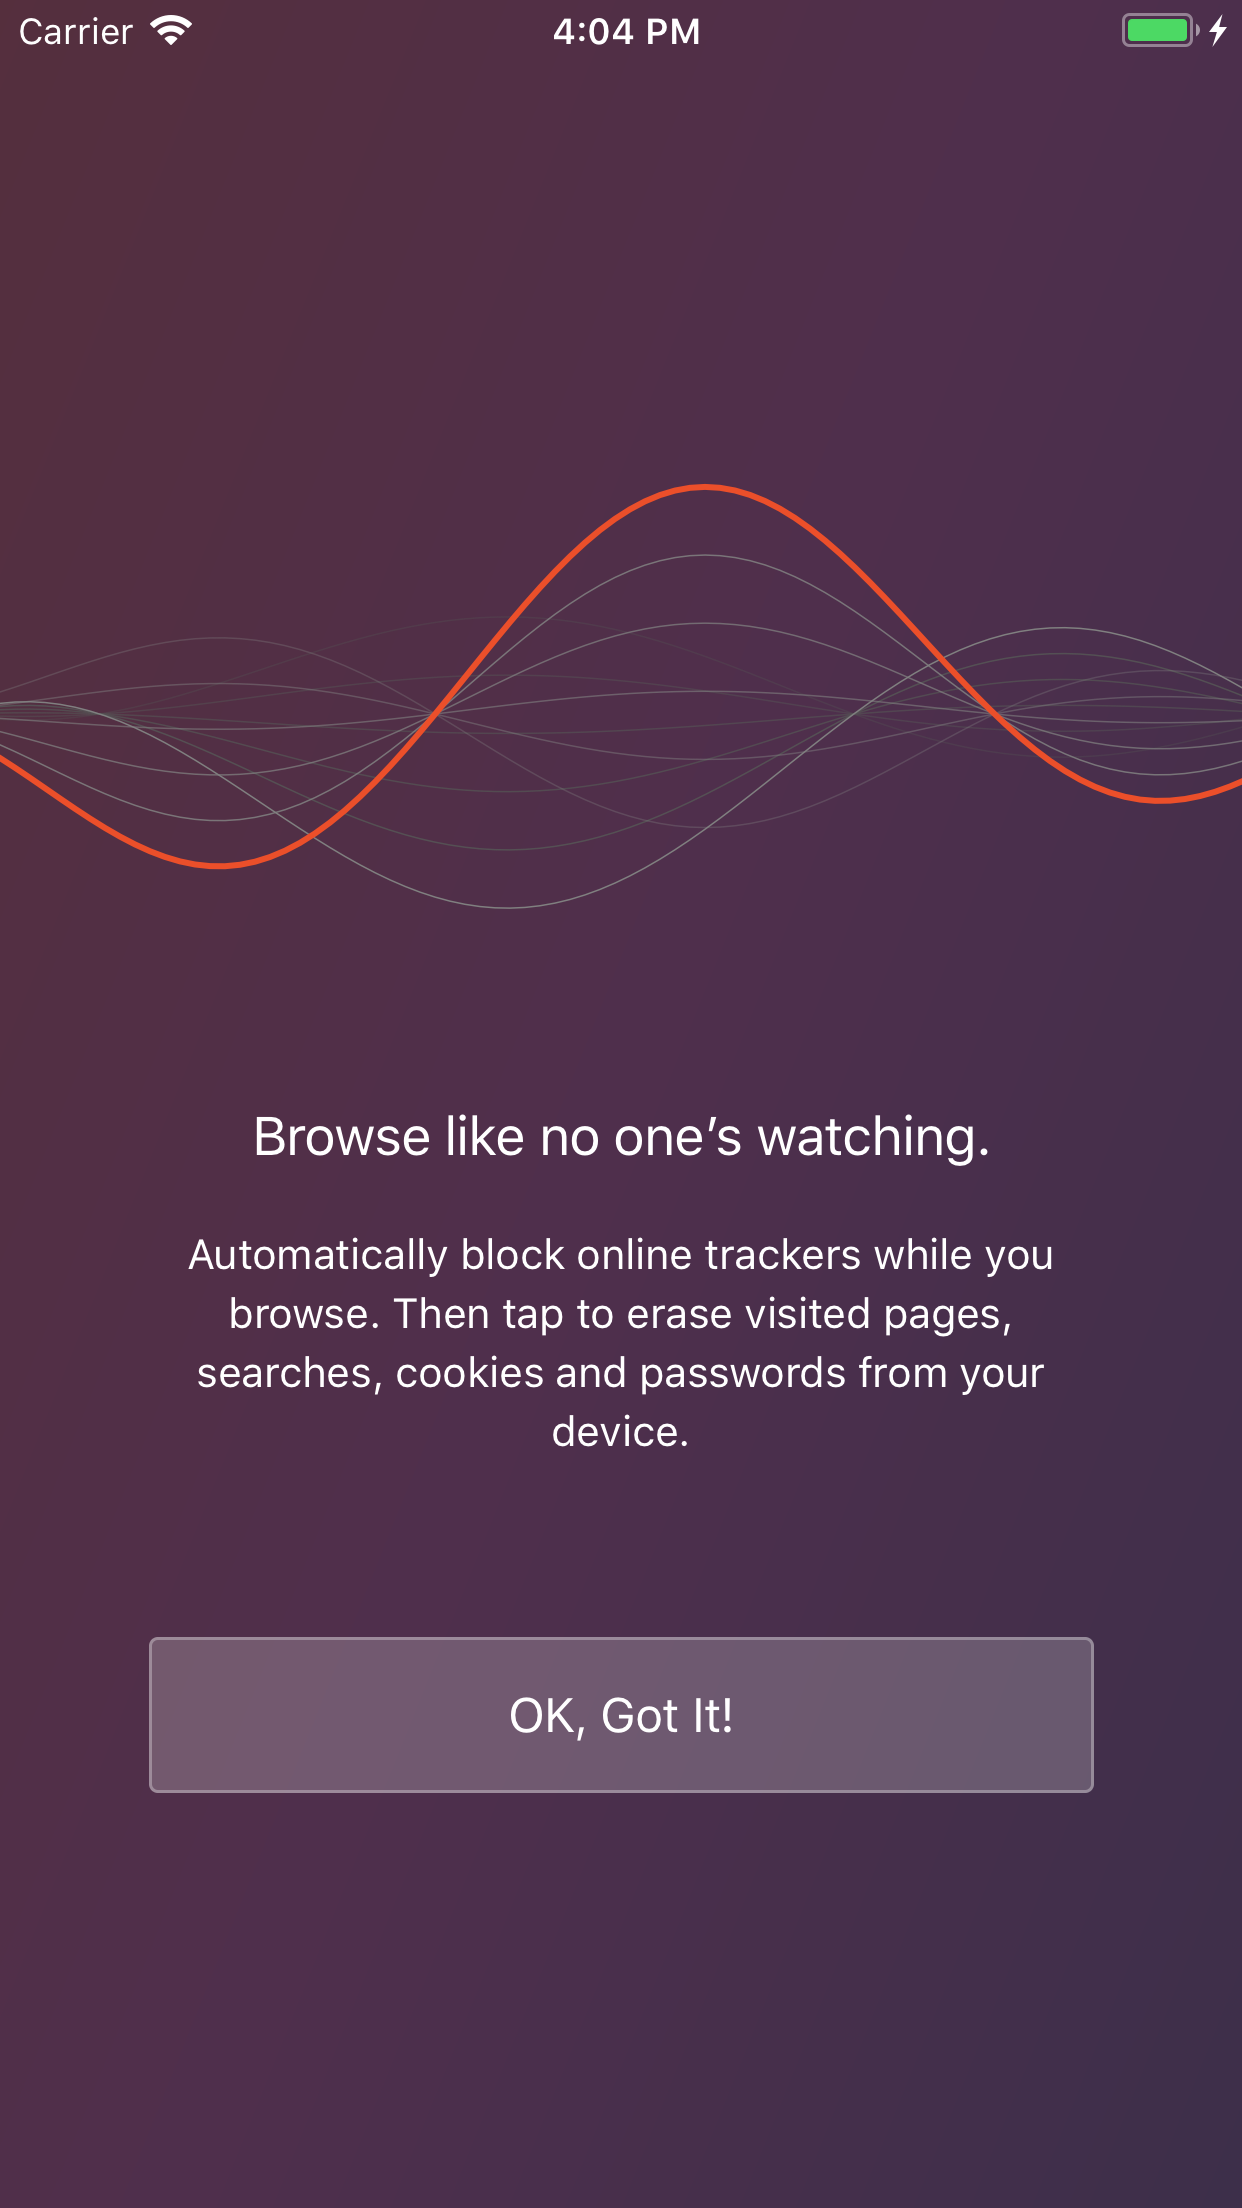 Carrier 4:04 PM
Browse like no one’s watching.
Automatically block online trackers while you
browse. Then tap to erase visited pages,
searches, cookies and passwords from your
device.
OK, Got It!